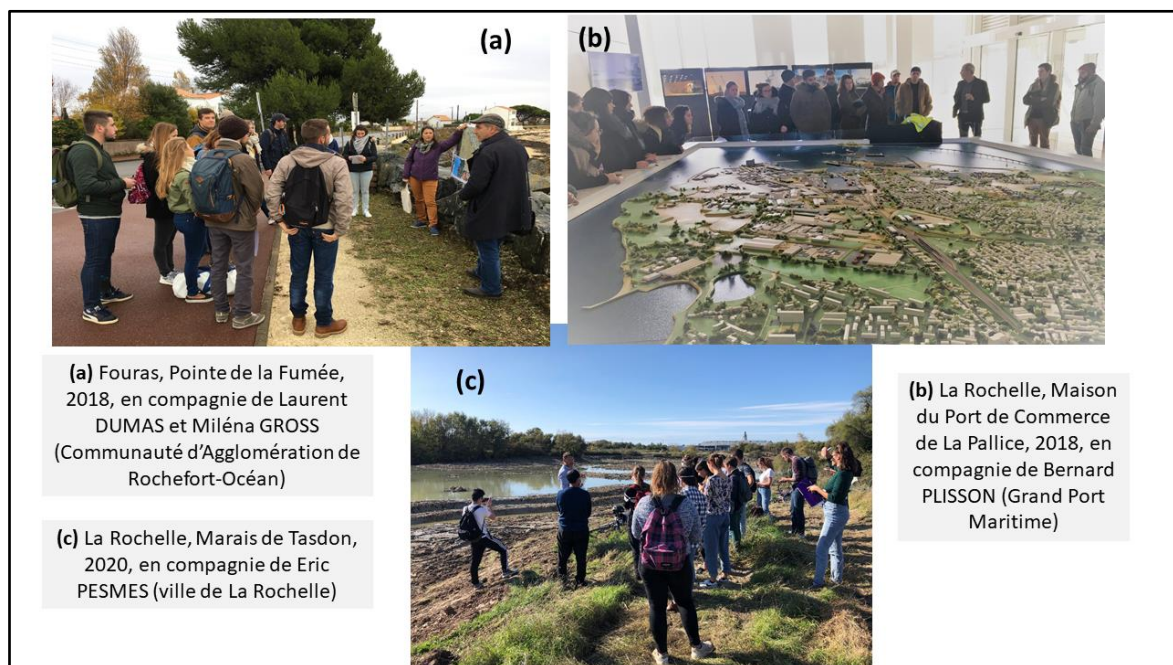 (a)
(b)
(a) Fouras, Pointe de la Fumée,
2018, en compagnie de Laurent
DUMAS et Miléna GROSS
(Communauté d’Agglomération de
Rochefort-Océan)
(c)
(b) La Rochelle, Maison
du Port de Commerce
de La Pallice, 2018, en
compagnie de Bernard
PLISSON (Grand Port
Maritime)
(c) La Rochelle, Marais de Tasdon,
2020, en compagnie de Eric
PESMES (ville de La Rochelle)